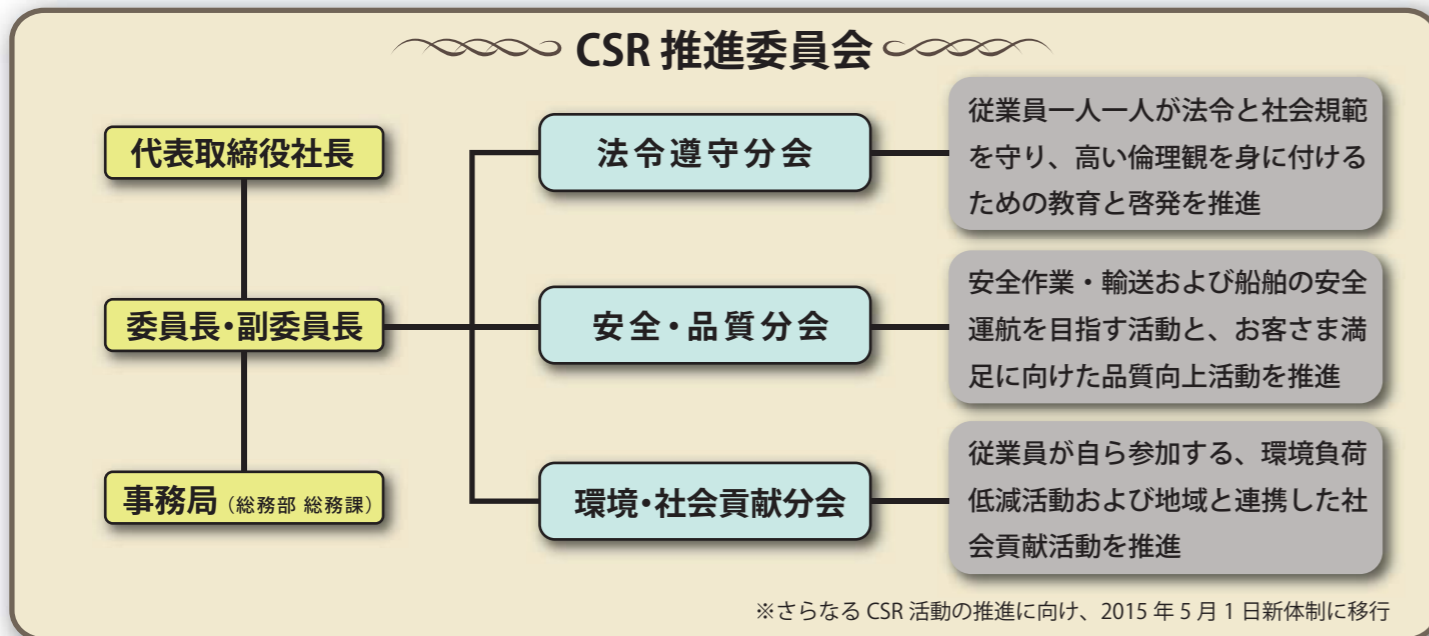 CSR 推進委員会
代表取締役社長
委員長・副委員長
事務局 (総務部 総務課)
法令遵守分会
従業員一人一人が法令と社会規範
を守り、高い倫理観を身に付ける
ための教育と啓発を推進
安全・品質分会
安全作業・輸送および船舶の安全
運航を目指す活動と、お客さま満
足に向けた品質向上活動を推進
環境・社会貢献分会
従業員が自ら参加する、環境負荷
低減活動および地域と連携した社
会貢献活動を推進
※さらなる CSR 活動の推進に向け、2015 年 5 月 1 日新体制に移行